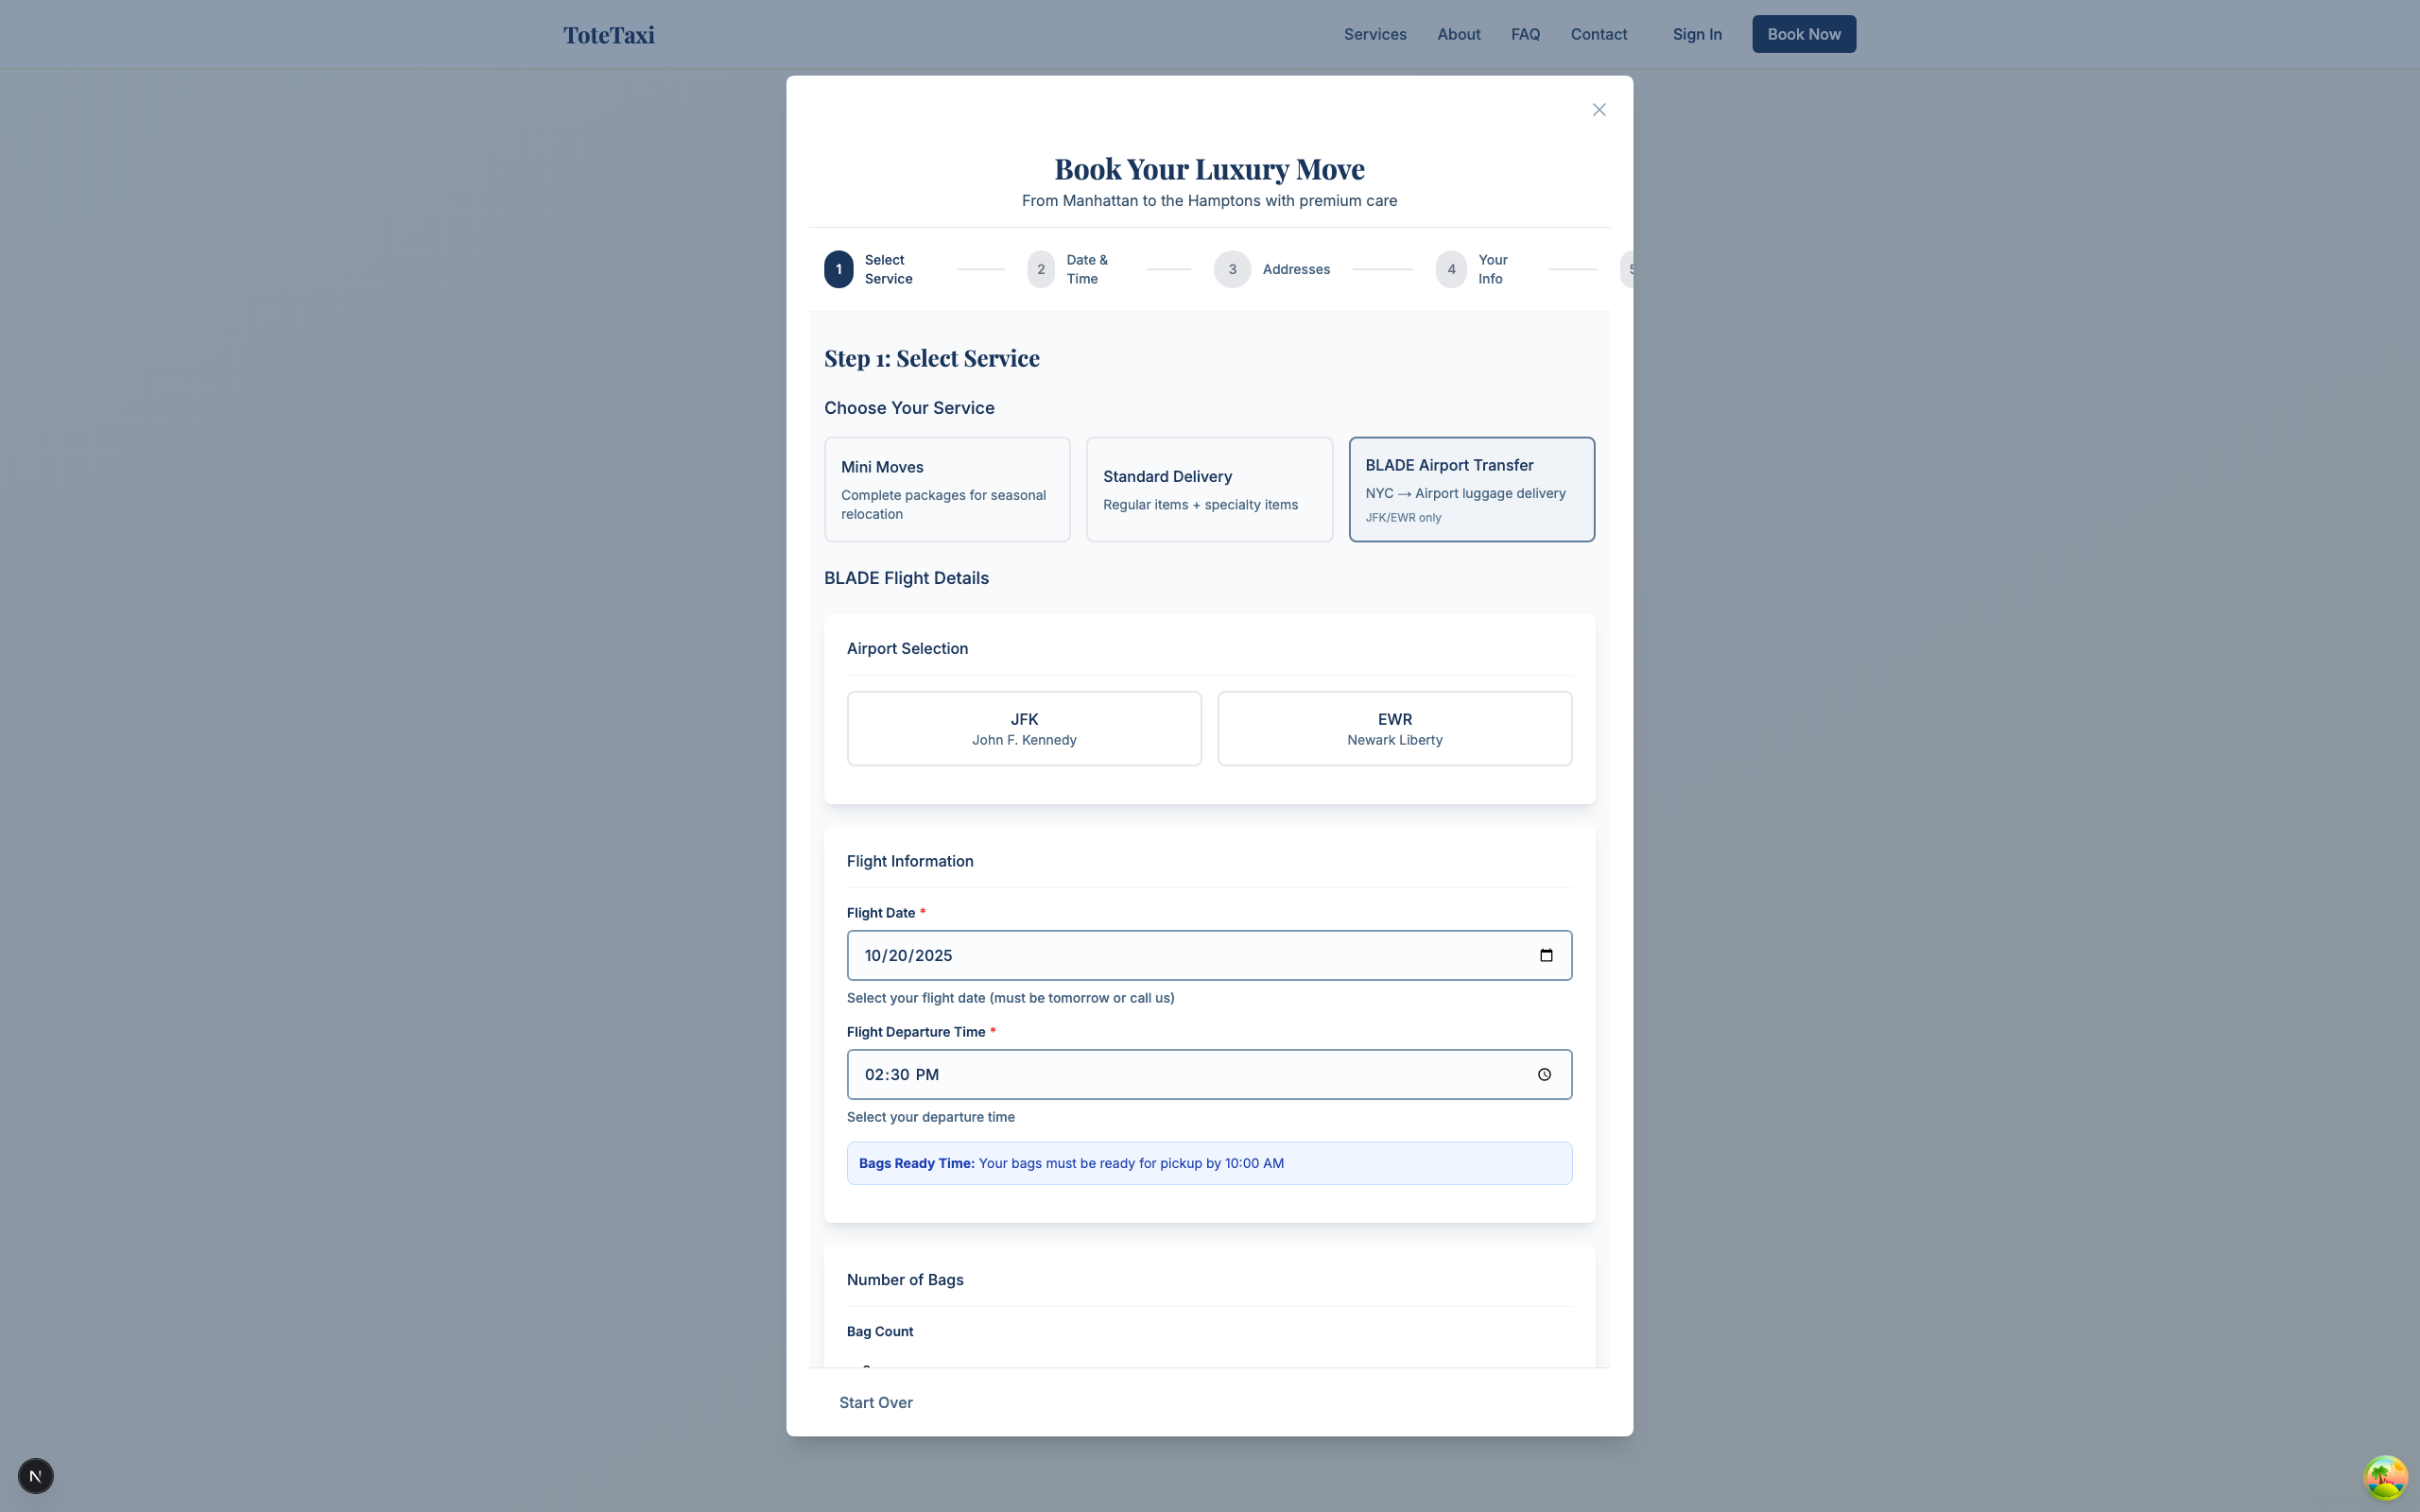 ToteTaxi
Services
About
FAQ
Contact
Sign In
Book Now
Book Your Luxury Move
From Manhattan to the Hamptons with premium care
1
Select
Service
2
Date &
Time
3
Addresses
4
Your
Info
Step 1: Select Service
Choose Your Service
Mini Moves
Complete packages for seasonal
relocation
Standard Delivery
Regular items + specialty items
BLADE Airport Transfer
NYC → Airport luggage delivery
JFK/EWR only
BLADE Flight Details
Airport Selection
JFK
John F. Kennedy
EWR
Newark Liberty
Flight Information
Flight Date *
10/20/2025
Select your flight date (must be tomorrow or call us)
Flight Departure Time *
02:30 PM
Select your departure time
Bags Ready Time: Your bags must be ready for pickup by 10:00 AM
Number of Bags
Bag Count
Start Over
N